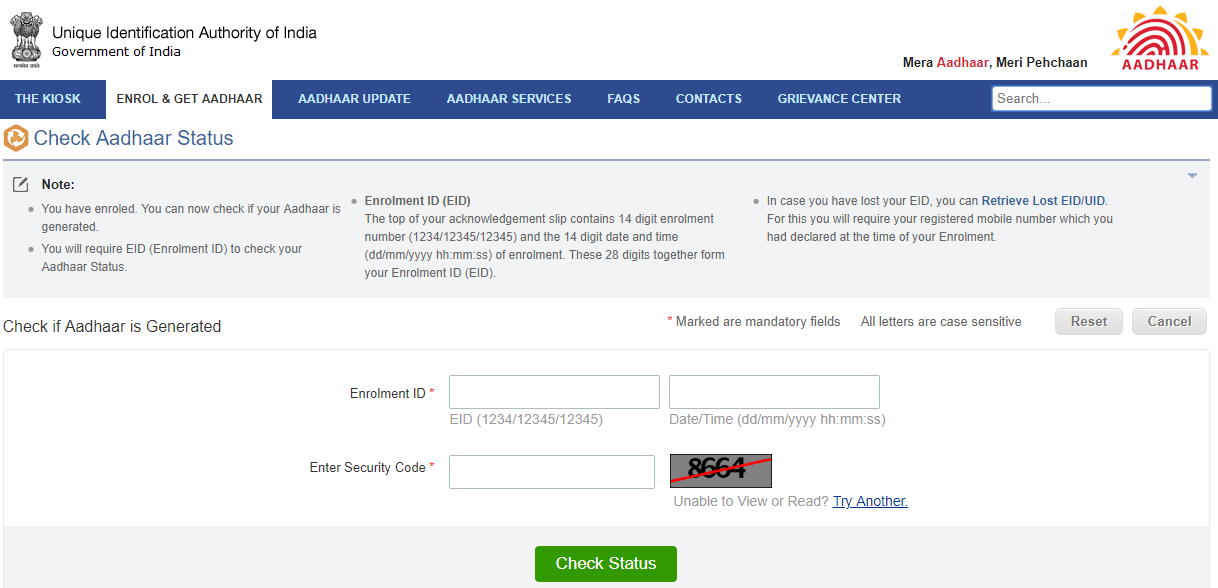 Unique Identification Authority of India
Government of India
Mera Aadhaar, Meri Pehchaan
AADHAAR
THE KIOSK
ENROL & GET AADHAAR
AADHAAR UPDATE
AADHAAR SERVICES
FAQS
CONTACTS
GRIEVANCE CENTER
Search...
Check Aadhaar Status
Note:
You have enroled. You can now check if your Aadhaar is
generated.
You will require EID (Enrolment ID) to check your
Aadhaar Status.
Enrolment ID (EID)
The top of your acknowledgement slip contains 14 digit enrolment
number (1234/12345/12345) and the 14 digit date and time
(dd/mm/yyyy hh:mm:ss) of enrolment. These 28 digits together form
your Enrolment ID (EID).
In case you have lost your EID, you can Retrieve Lost EID/UID.
For this you will require your registered mobile number which you
had declared at the time of your Enrolment.
Check if Aadhaar is Generated
* Marked are mandatory fields
All letters are case sensitive
Reset
Cancel
Enrolment ID *
EID (1234/12345/12345)
Date/Time (dd/mm/yyyy hh:mm:ss)
Enter Security Code *
8664
Unable to View or Read? Try Another.
Check Status